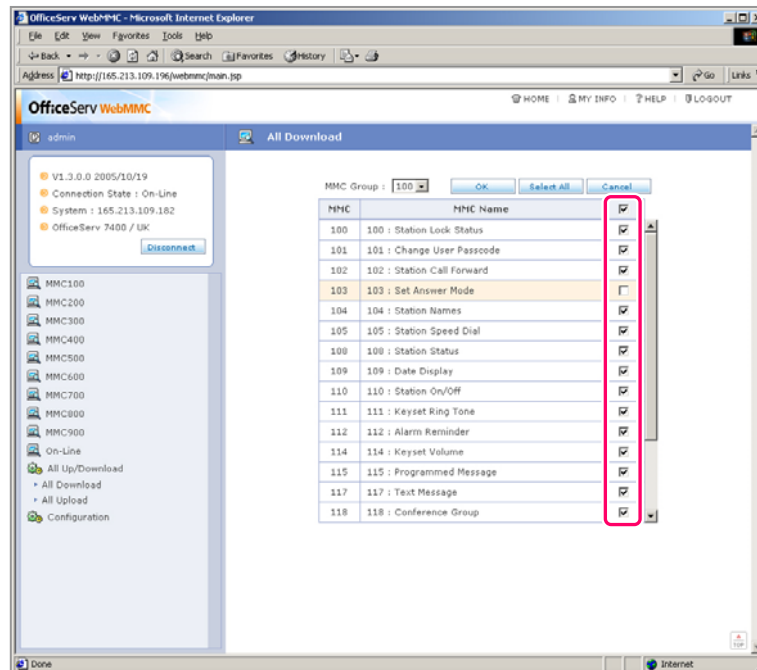 OfficeServ WebMMC - Microsoft Internet Explorer
File Edit View Favorites Tools Help
Back Search Favorites History
Address http://165.213.109.196/webmmc/main.jsp Go Links
OfficeServ WebMMC
HOME | MY INFO | ? HELP | LOGOUT
admin
All Download
V1.3.0.0 2005/10/19
Connection State : On-Line
System : 165.213.109.182
OfficeServ 7400 / UK
Disconnect
MMC100
MMC200
MMC300
MMC400
MMC500
MMC600
MMC700
MMC800
MMC900
On-Line
All Up/Download
All Download
All Upload
Configuration
MMC Group : 100 OK Select All Cancel
MMC MMC Name
100 100 : Station Lock Status
101 101 : Change User Passcode
102 102 : Station Call Forward
103 103 : Set Answer Mode
104 104 : Station Names
105 105 : Station Speed Dial
108 108 : Station Status
109 109 : Date Display
110 110 : Station On/Off
111 111 : Keyset Ring Tone
112 112 : Alarm Reminder
114 114 : Keyset Volume
115 115 : Programmed Message
117 117 : Text Message
118 118 : Conference Group
TOP
Done Internet